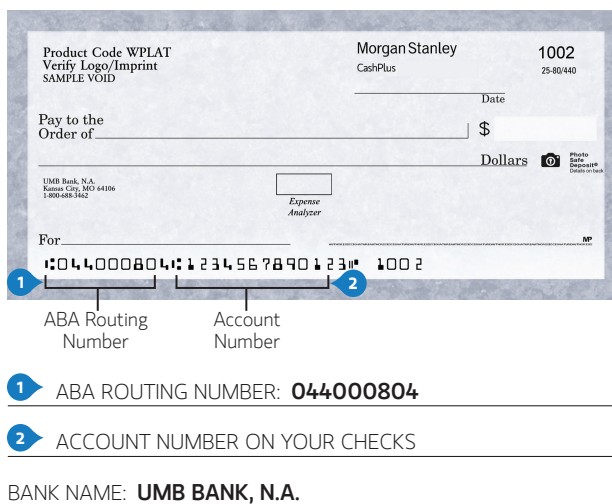 Product Code WPLAT
Verify Logo/Imprint
SAMPLE VOID
Morgan Stanley
CashPlus
1002
25-80/440
Date
Pay to the
Order of
$
Dollars
Photo
Safe
Deposit®
Details on back
UMB Bank, N.A.
Kansas City, MO 64106
1-800-688-3462
Expense
Analyzer
For
MP
⑆044000804⑆1234567890123⑈ 1002
1
2
ABA Routing
Number
Account
Number
1 ABA ROUTING NUMBER: 044000804
2 ACCOUNT NUMBER ON YOUR CHECKS
BANK NAME: UMB BANK, N.A.